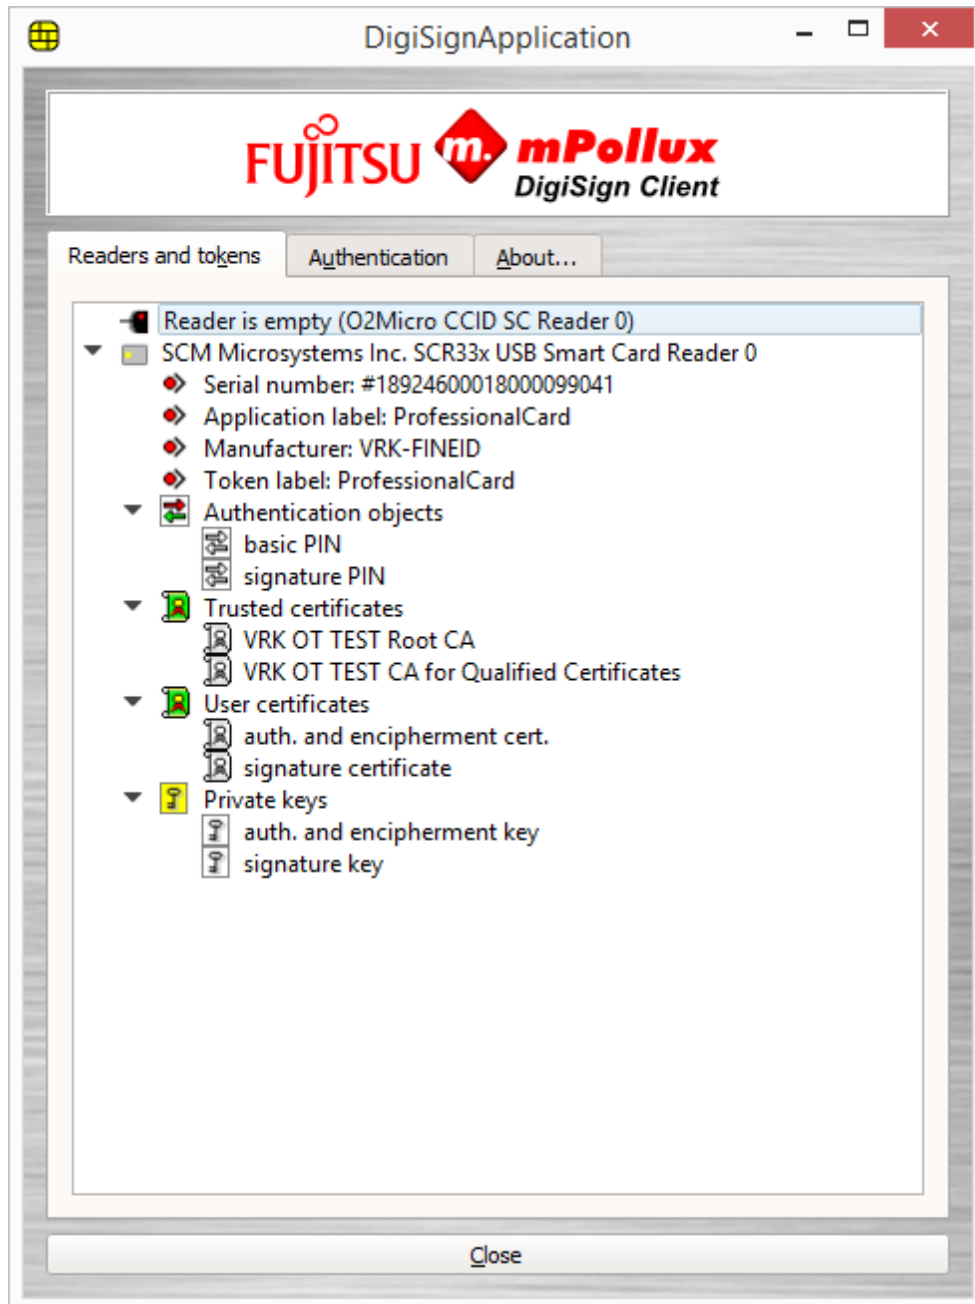 DigiSignApplication
FUJITSU m. mPollux
DigiSign Client
Readers and tokens Authentication About...
Reader is empty (O2Micro CCID SC Reader 0)
SCM Microsystems Inc. SCR33x USB Smart Card Reader 0
Serial number: #18924600018000099041
Application label: ProfessionalCard
Manufacturer: VRK-FINEID
Token label: ProfessionalCard
Authentication objects
basic PIN
signature PIN
Trusted certificates
VRK OT TEST Root CA
VRK OT TEST CA for Qualified Certificates
User certificates
auth. and encipherment cert.
signature certificate
Private keys
auth. and encipherment key
signature key
Close